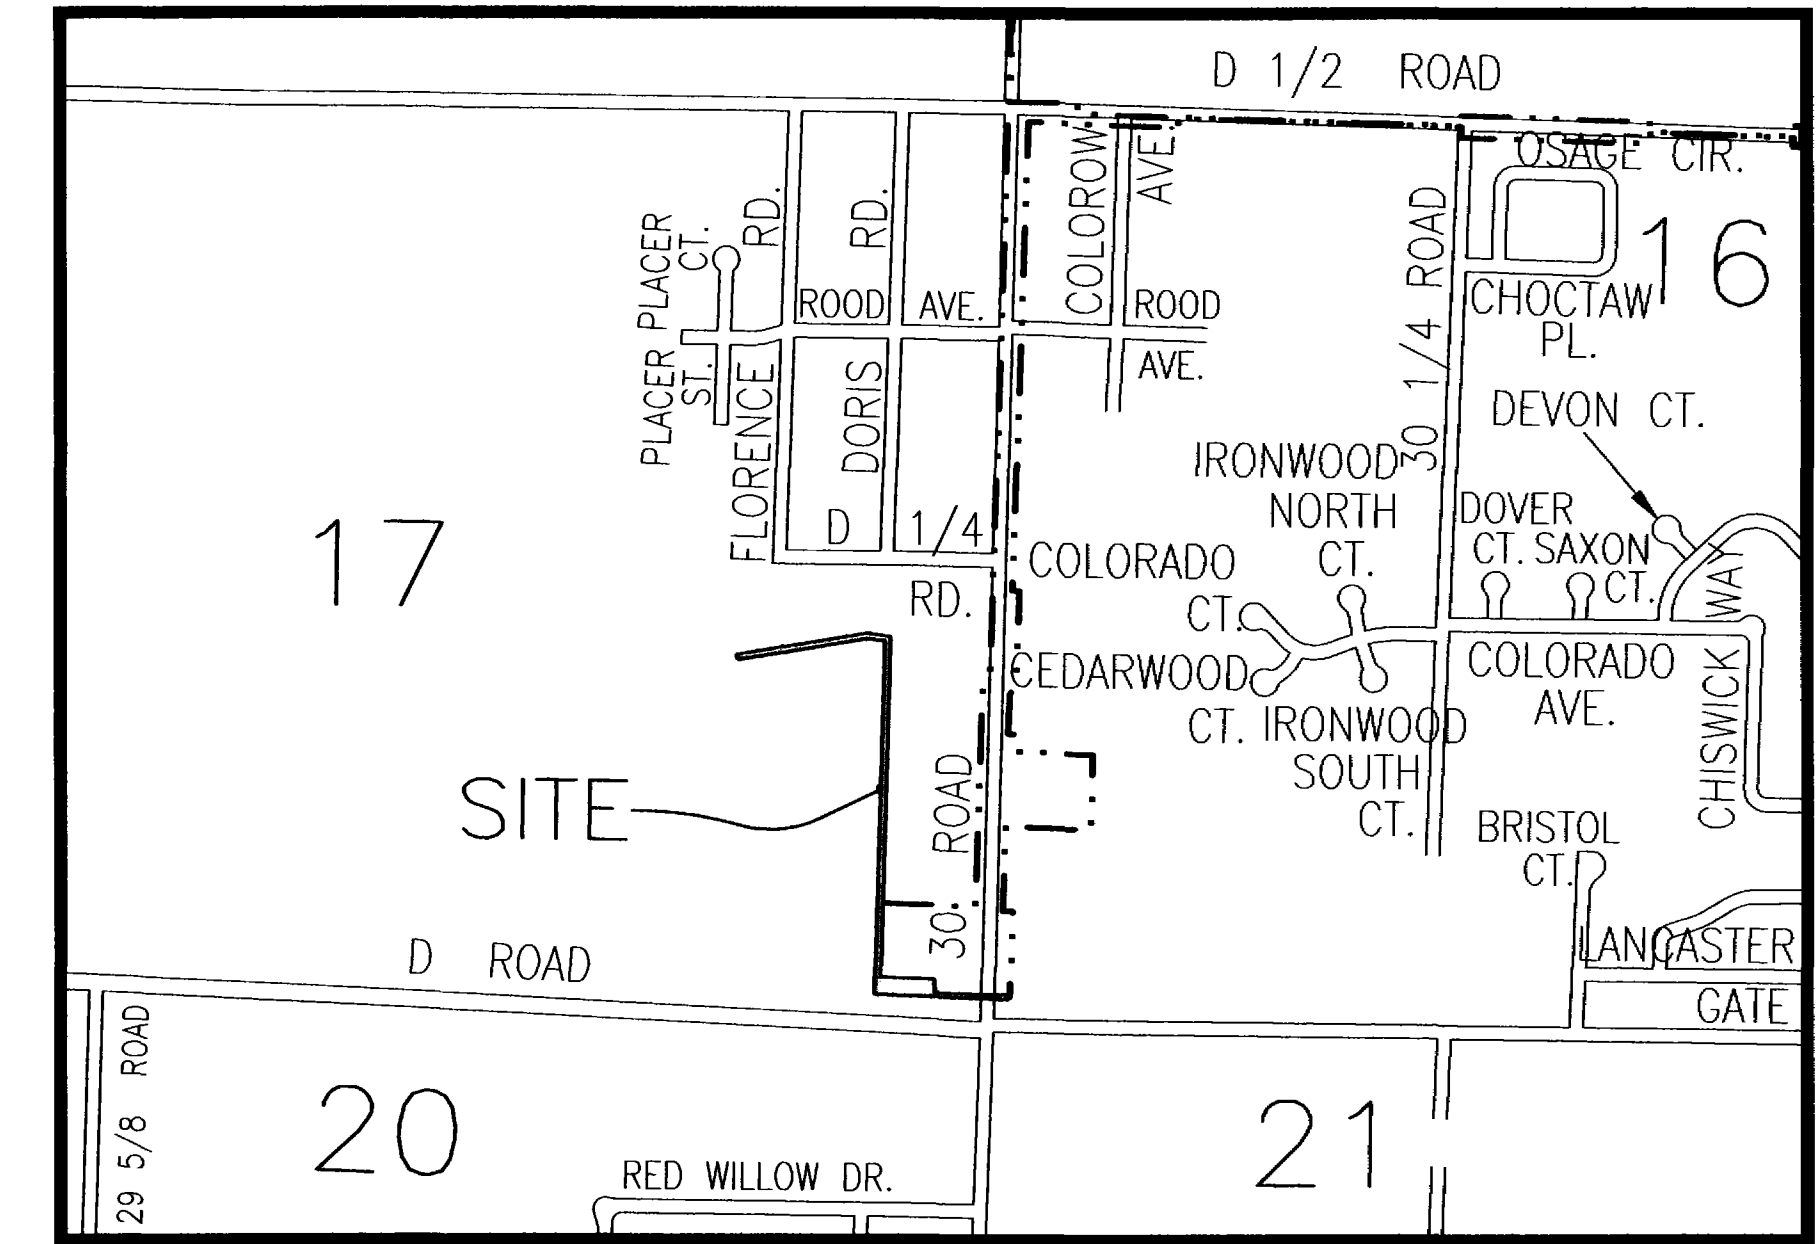 D 1/2 ROAD
OSAGE CIR.
16
COLOROW
AVE.
RD.
RD.
PLACER
CT.
PLACER
ROOD AVE.
ROOD
AVE.
30 1/4 ROAD
CHOCTAW
PL.
PLACER
ST.
FLORENCE
DORIS
DEVON CT.
IRONWOOD
NORTH
CT.
DOVER
CT.
SAXON
CT.
17
D 1/4
RD.
COLORADO
CT.
CHISWICK WAY
CEDARWOOD
CT.
IRONWOOD
SOUTH
CT.
COLORADO
AVE.
SITE
30 ROAD
BRISTOL
CT.
LANCASTER
GATE
D ROAD
29 5/8 ROAD
20
21
RED WILLOW DR.